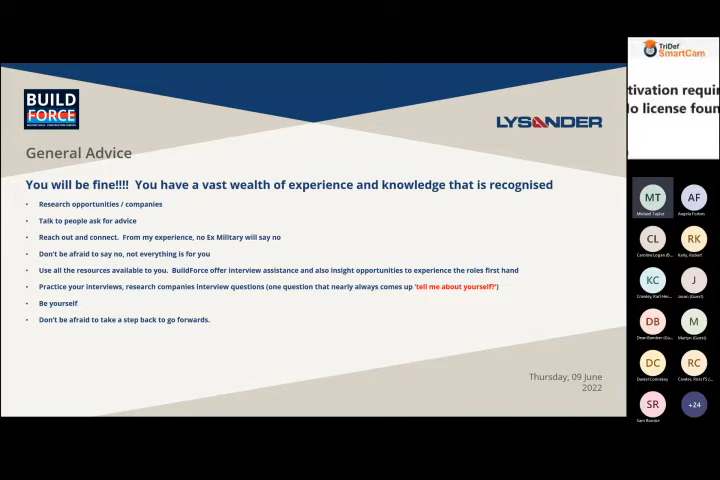 TriDef
SmartCam
tivation requir
lo license foun
BUILD
FORCE
LYSANDER
General Advice
You will be fine!!!! You have a vast wealth of experience and knowledge that is recognised
• Research opportunities / companies
• Talk to people ask for advice
• Reach out and connect. From my experience, no Ex Military will say no
• Don't be afraid to say no, not everything is for you
• Use all the resources available to you. BuildForce offer interview assistance and also insight opportunities to experience the roles first hand
• Practice your interviews, research companies interview questions (one question that nearly always comes up 'tell me about yourself?')
• Be yourself
• Don't be afraid to take a step back to go forwards.
Thursday, 09 June
2022
MT AF
Michael Taylor Angela Forbes
CL RK
Caroline Logan (B... Kelly, Robert
KC J
Crawley, Karl Hei... Jason (Guest)
DB M
Dean Bamber (Gu... Martyn (Guest)
DC RC
Daniel Comiskey Cowles, Ross FS (...
SR +24
Sam Bourne